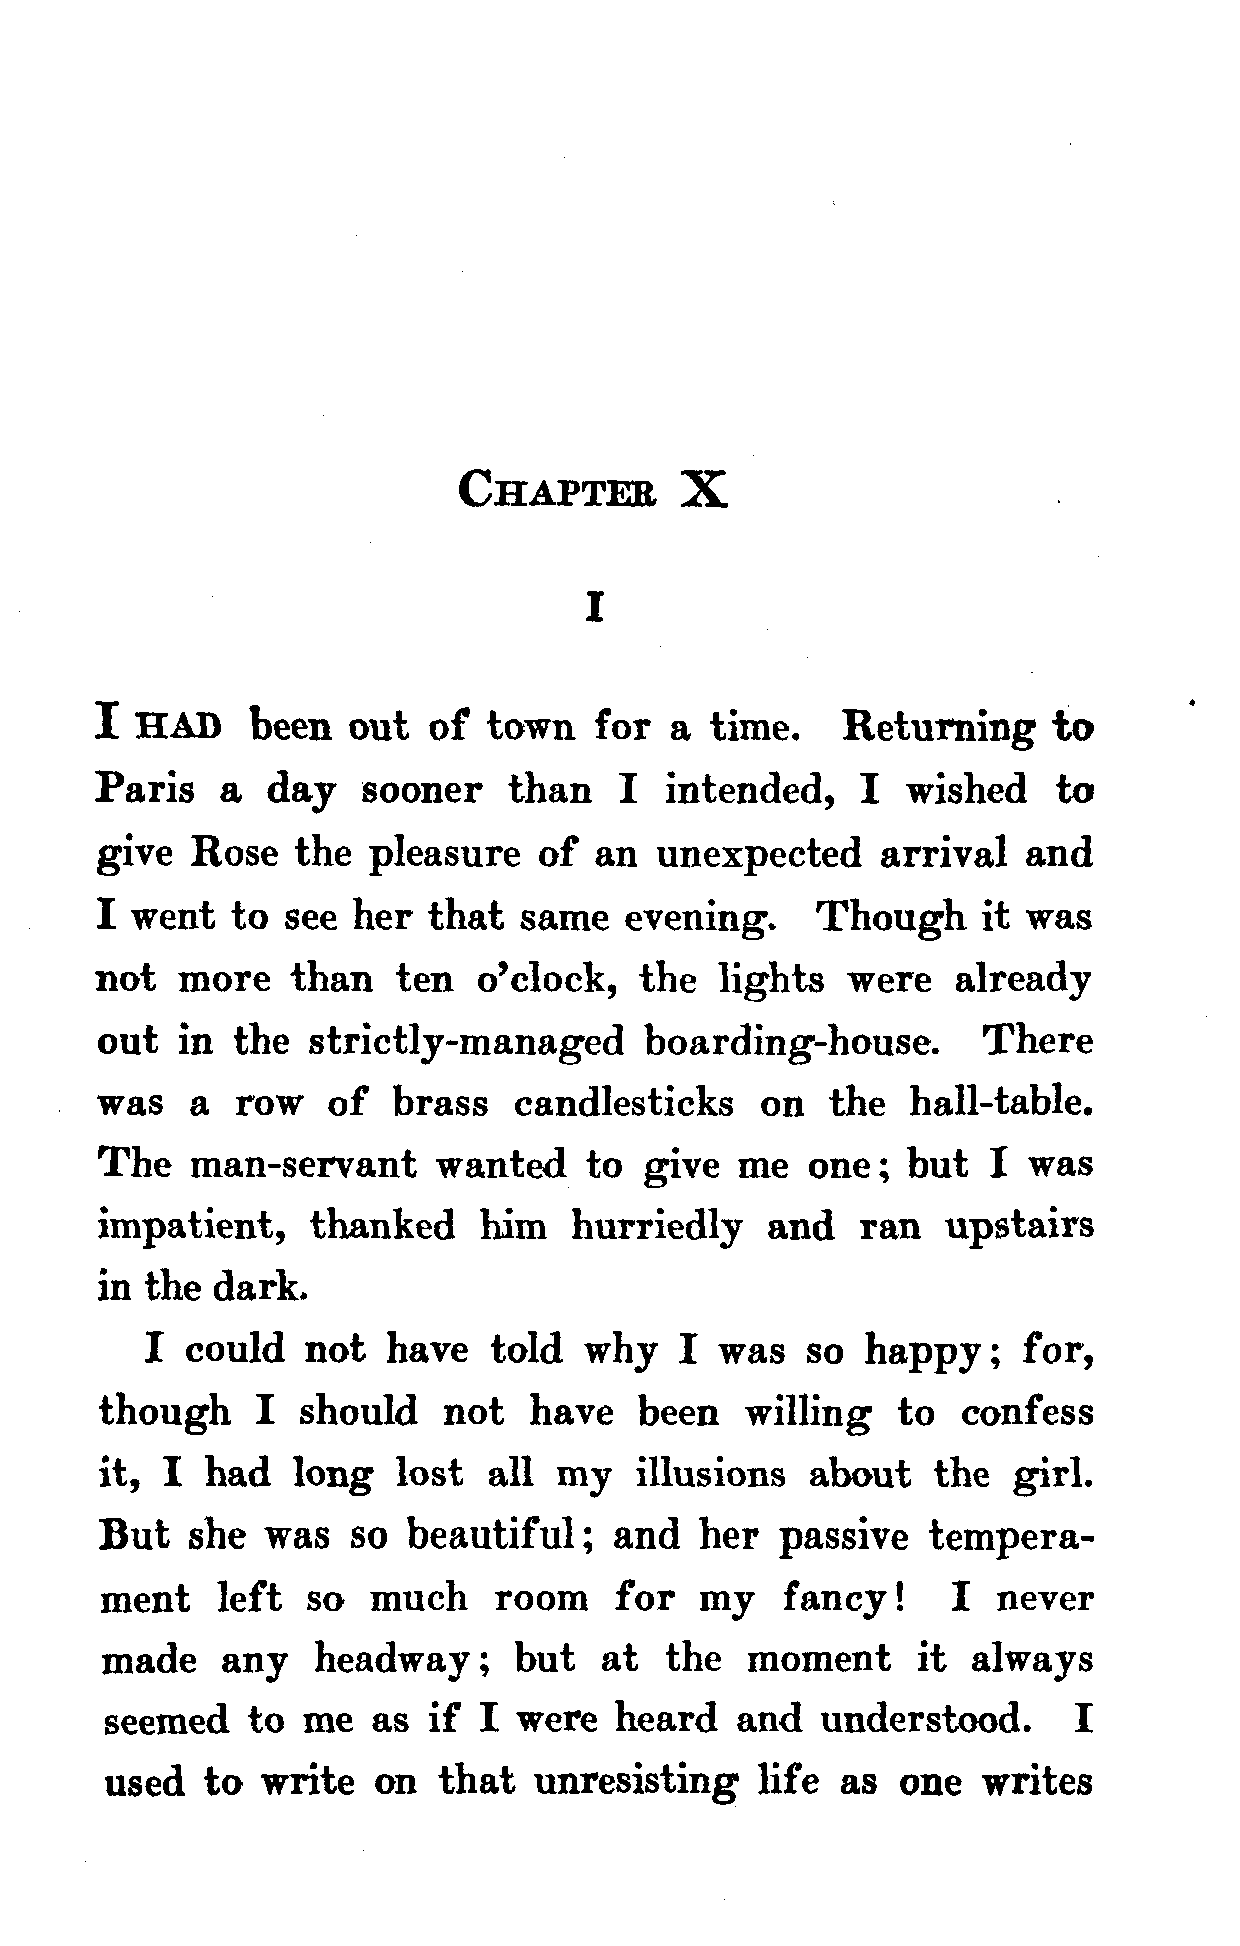 CHAPTER X
I
I HAD been out of town for a time. Returning to
Paris a day sooner than I intended, I wished to
give Rose the pleasure of an unexpected arrival and
I went to see her that same evening. Though it was
not more than ten o'clock, the lights were already
out in the strictly-managed boarding-house. There
was a row of brass candlesticks on the hall-table.
The man-servant wanted to give me one; but I was
impatient, thanked him hurriedly and ran upstairs
in the dark.
I could not have told why I was so happy; for,
though I should not have been willing to confess
it, I had long lost all my illusions about the girl.
But she was so beautiful; and her passive tempera-
ment left so much room for my fancy! I never
made any headway; but at the moment it always
seemed to me as if I were heard and understood. I
used to write on that unresisting life as one writes